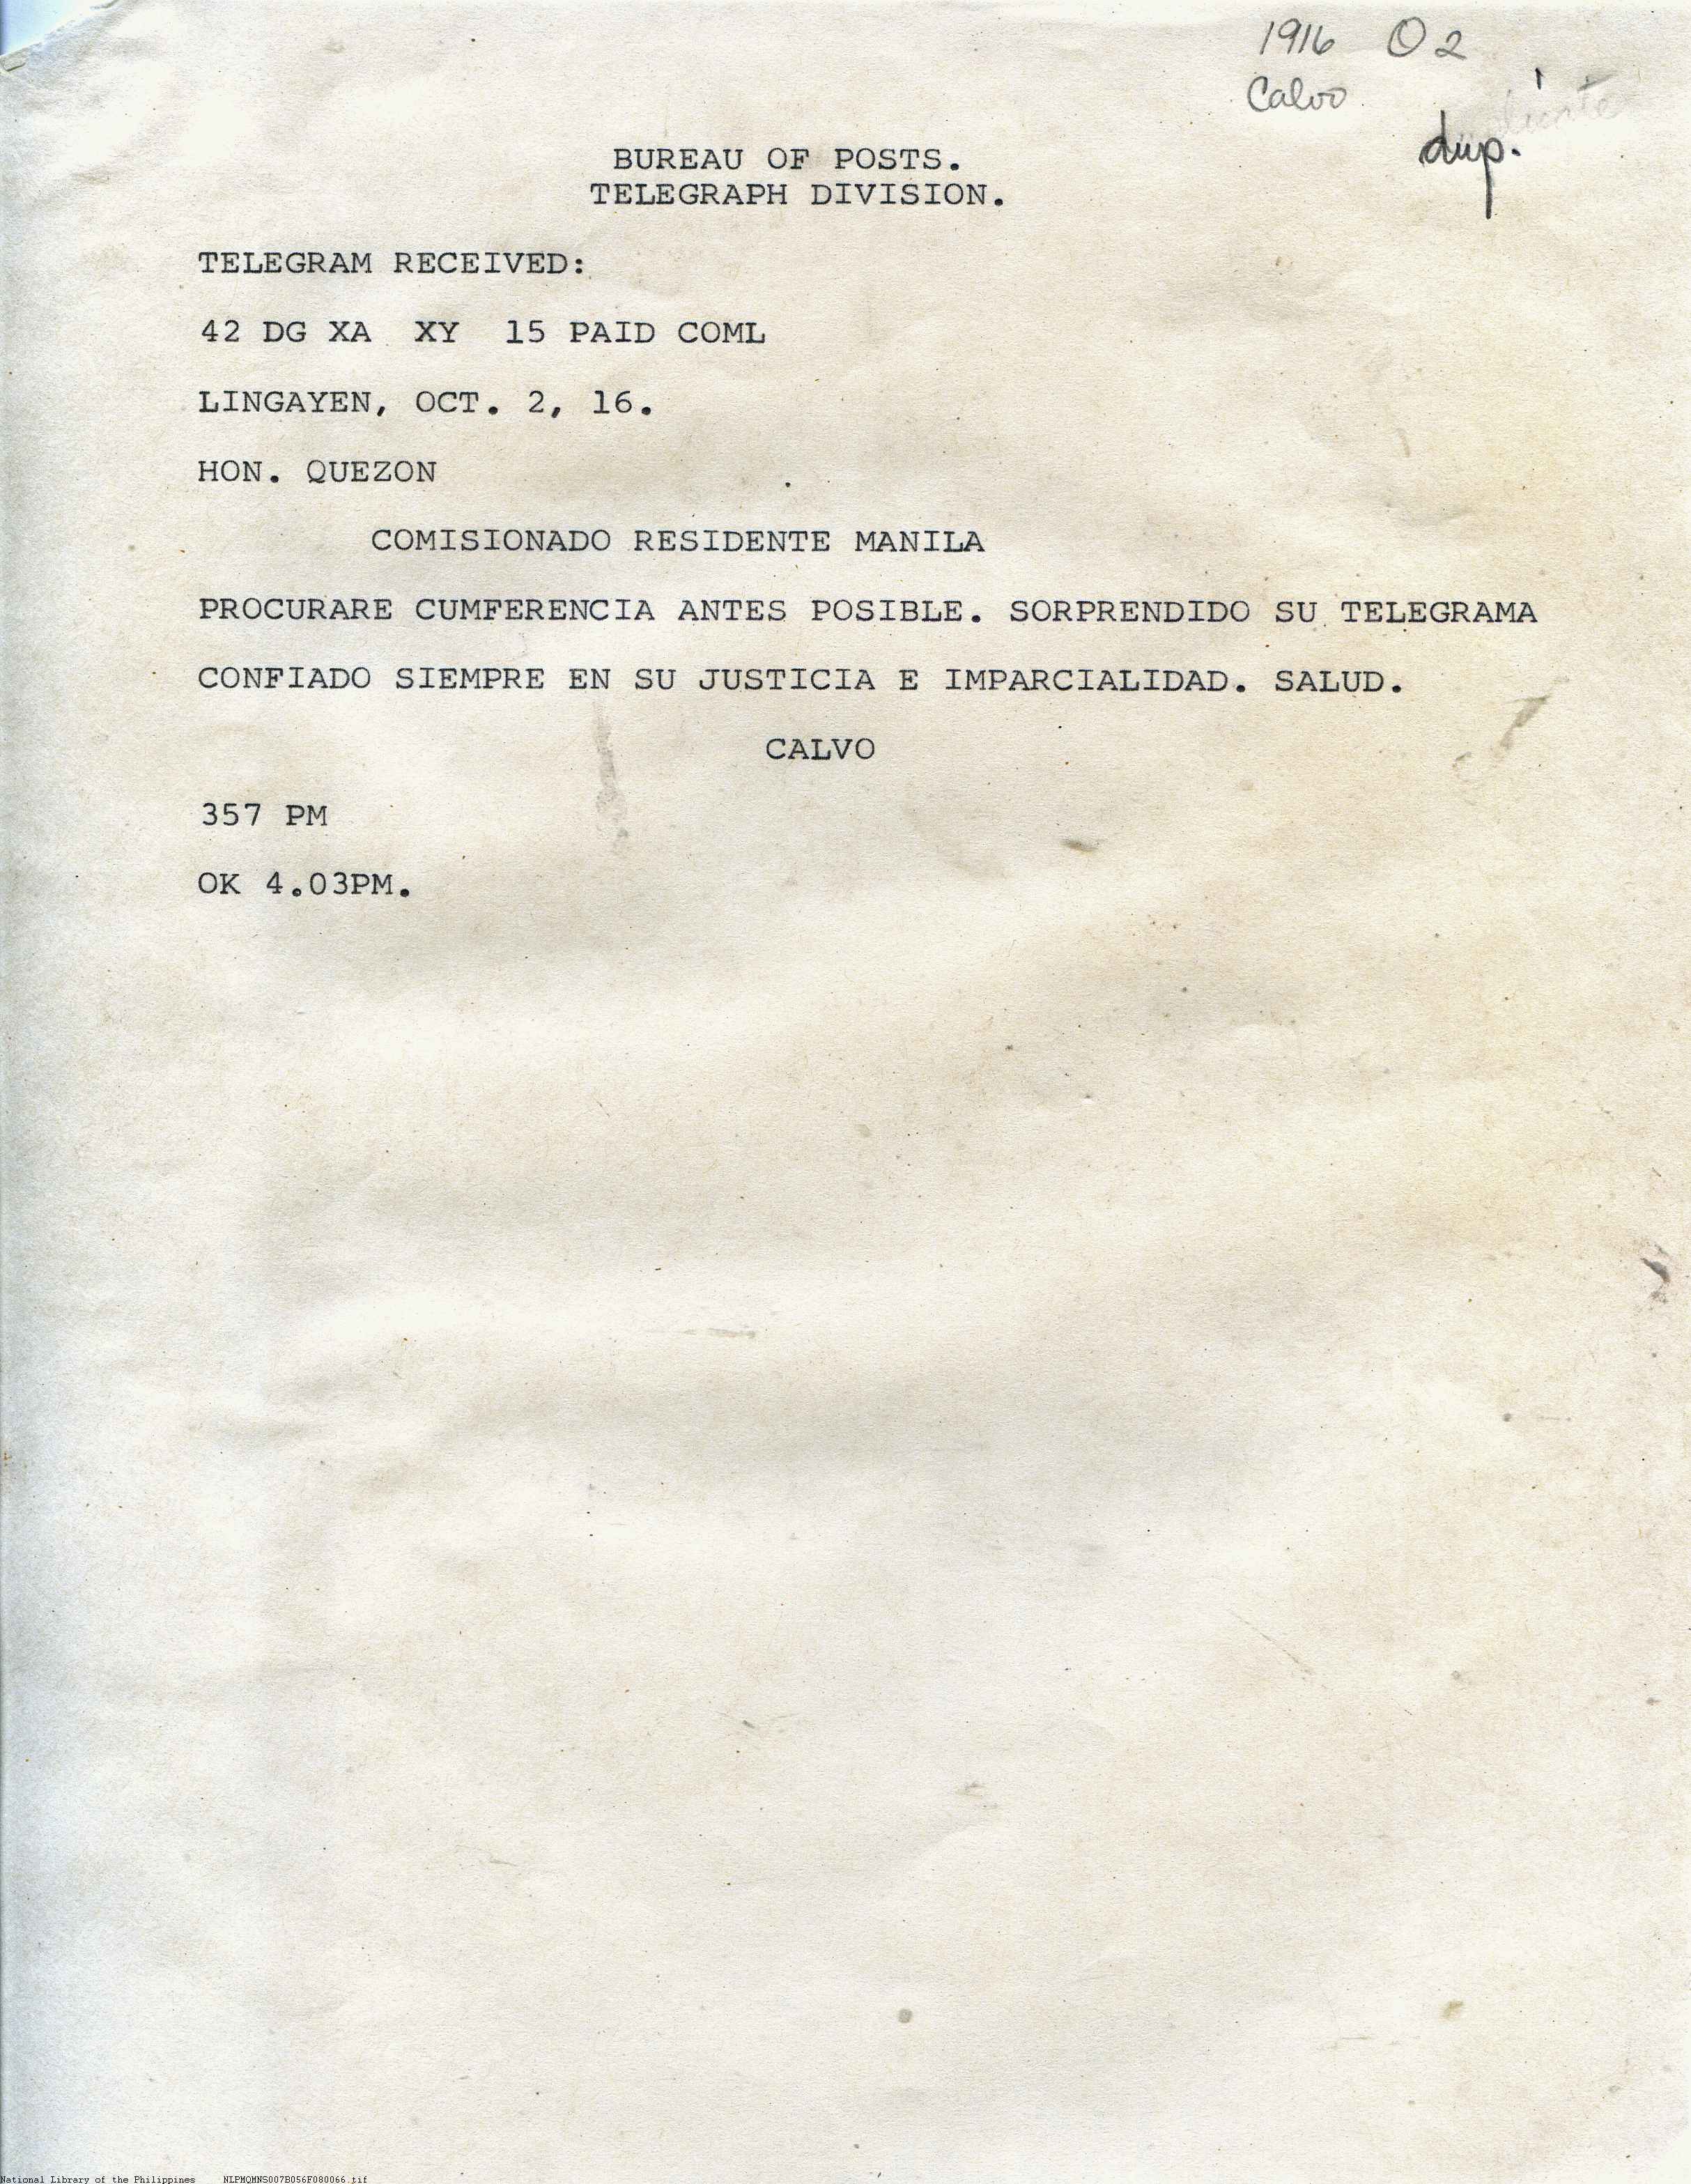 1916 O 2
Calvo
dup.
BUREAU OF POSTS.
TELEGRAPH DIVISION.
TELEGRAM RECEIVED:
42 DG XA XY 15 PAID COML
LINGAYEN, OCT. 2, 16.
HON. QUEZON
COMISIONADO RESIDENTE MANILA
PROCURARE CUMFERENCIA ANTES POSIBLE. SORPRENDIDO SU TELEGRAMA
CONFIADO SIEMPRE EN SU JUSTICIA E IMPARCIALIDAD. SALUD.
CALVO
357 PM
OK 4.03PM.
National Library of the Philippines NLPMQMNS007B056F080066.tif